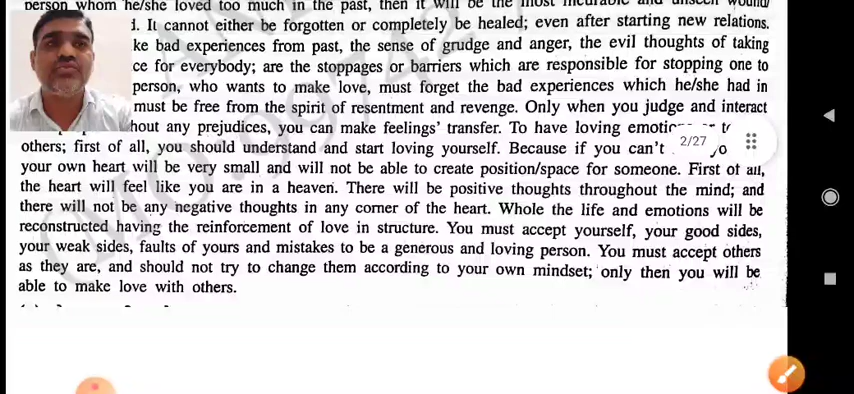 person whom he/she loved too much in the past, then it will be the most incurable and unseen wound/
d. It cannot either be forgotten or completely be healed; even after starting new relations.
ke bad experiences from past, the sense of grudge and anger, the evil thoughts of taking
ce for everybody; are the stoppages or barriers which are responsible for stopping one to
person, who wants to make love, must forget the bad experiences which he/she had in
must be free from the spirit of resentment and revenge. Only when you judge and interact
hout any prejudices, you can make feelings' transfer. To have loving
others; first of all, you should understand and start loving yourself. Because if you can't
2/27
your own heart will be very small and will not be able to create position/space for someone. First of all,
the heart will feel like you are in a heaven. There will be positive thoughts throughout the mind; and
there will not be any negative thoughts in any corner of the heart. Whole the life and emotions will be
reconstructed having the reinforcement of love in structure. You must accept yourself, your good sides,
your weak sides, faults of yours and mistakes to be a generous and loving person. You must accept others
as they are, and should not try to change them according to your own mindset; only then you will be
able to make love with others.